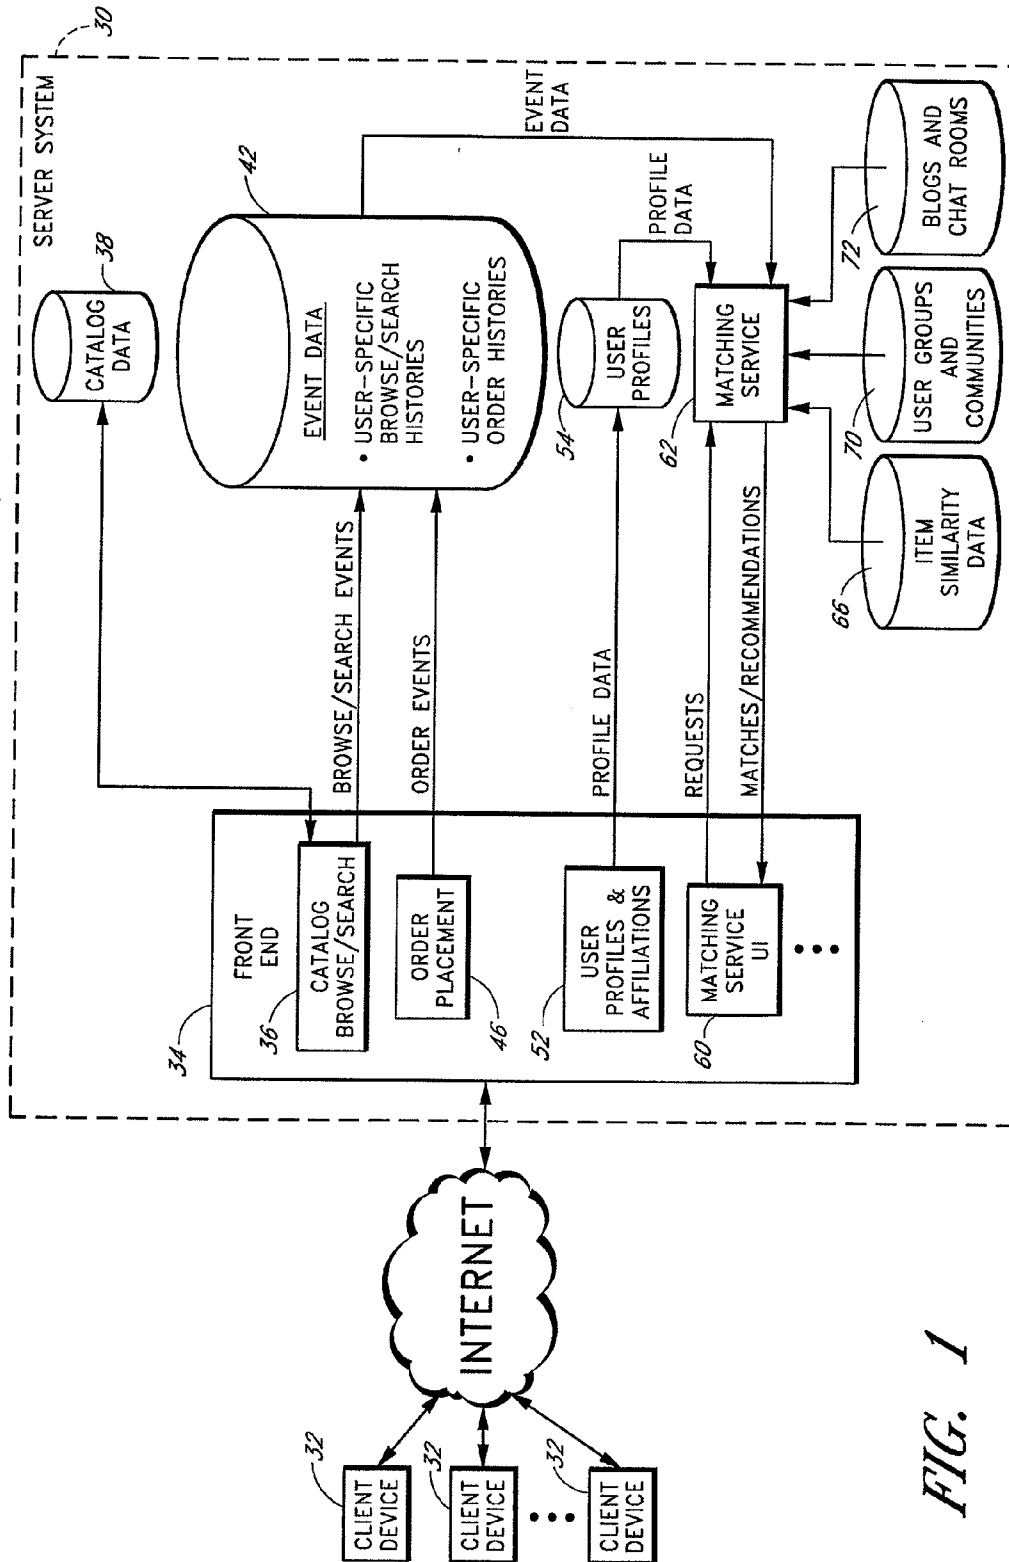 30
SERVER SYSTEM
CATALOG
DATA
38
42
EVENT DATA
• USER-SPECIFIC
BROWSE/SEARCH
HISTORIES
• USER-SPECIFIC
ORDER HISTORIES
EVENT
DATA
34
FRONT
END
36
CATALOG
BROWSE/SEARCH
BROWSE/SEARCH EVENTS
ORDER
PLACEMENT
46
ORDER EVENTS
52
USER
PROFILES &
AFFILIATIONS
PROFILE DATA
54
USER
PROFILES
PROFILE
DATA
60
MATCHING
SERVICE
UI
REQUESTS
MATCHES/RECOMMENDATIONS
62
MATCHING
SERVICE
66
ITEM
SIMILARITY
DATA
70
USER GROUPS
AND
COMMUNITIES
72
BLOGS AND
CHAT ROOMS
INTERNET
32
CLIENT
DEVICE
32
CLIENT
DEVICE
32
CLIENT
DEVICE
FIG. 1